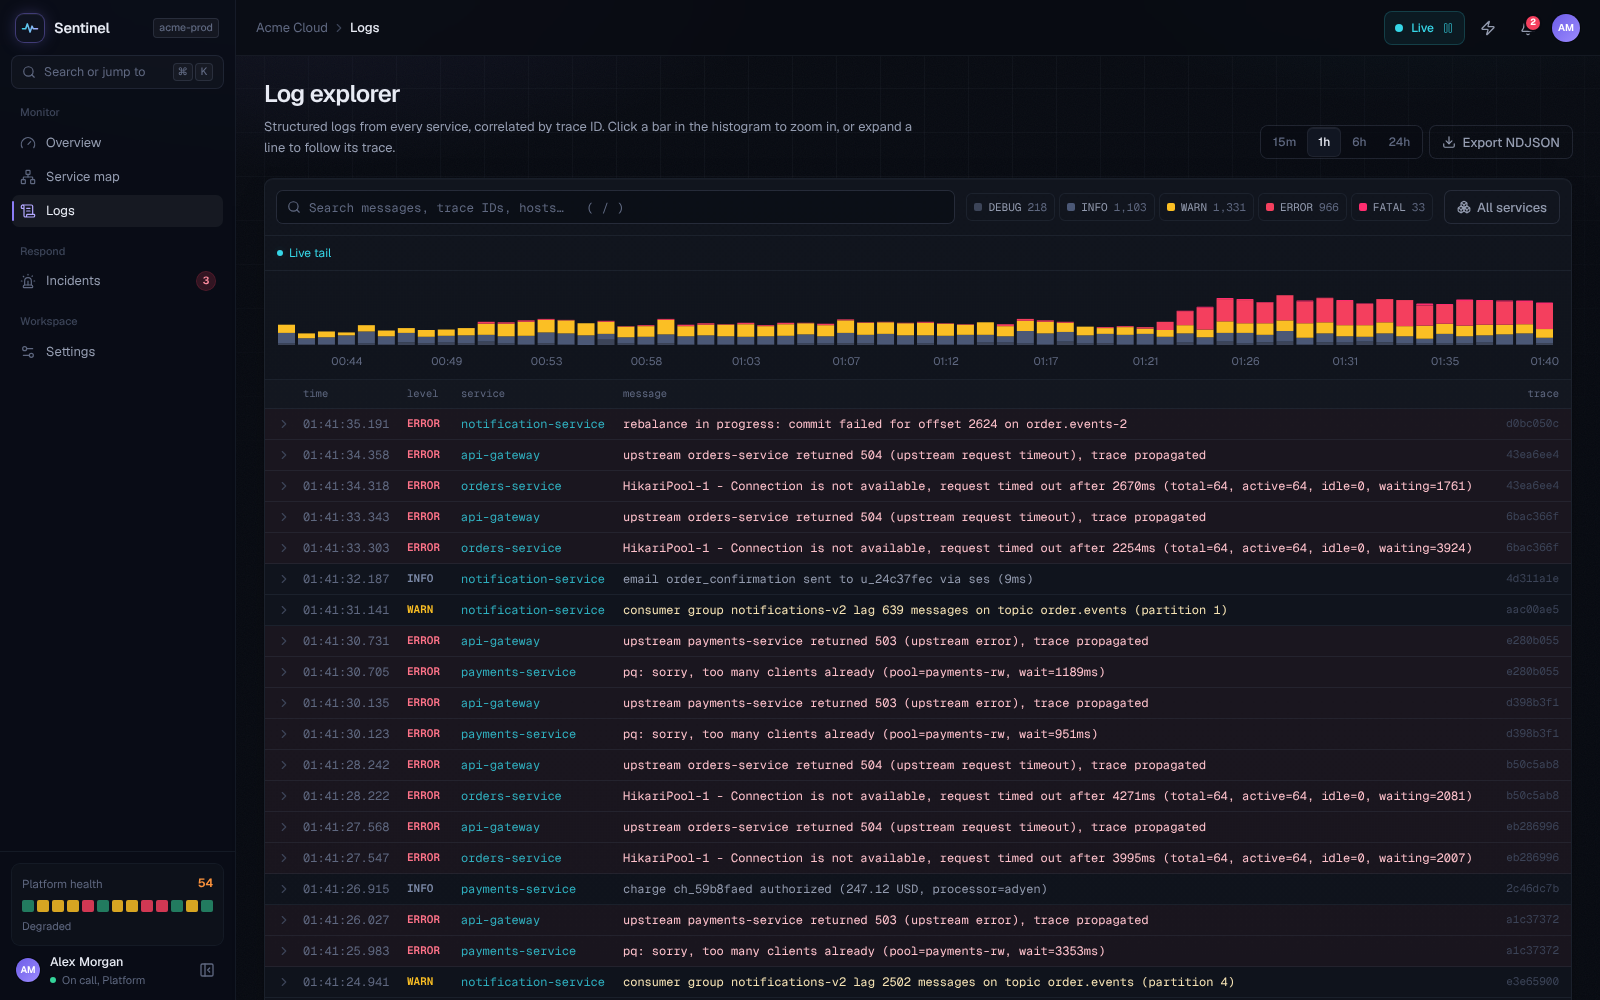 Sentinel
acme-prod
Search or jump to
⌘ K
Monitor
Overview
Service map
Logs
Respond
Incidents 3
Workspace
Settings
Platform health 54
Degraded
AM
Alex Morgan
On call, Platform
Acme Cloud > Logs
Live
2
AM
Log explorer
Structured logs from every service, correlated by trace ID. Click a bar in the histogram to zoom in, or expand a
line to follow its trace.
15m 1h 6h 24h
Export NDJSON
Search messages, trace IDs, hosts… ( / )
DEBUG 218 INFO 1,103 WARN 1,331 ERROR 966 FATAL 33
All services
Live tail
00:44 00:49 00:53 00:58 01:03 01:07 01:12 01:17 01:21 01:26 01:31 01:35 01:40
time level service message trace
01:41:35.191 ERROR notification-service rebalance in progress: commit failed for offset 2624 on order.events-2 d0bc050c
01:41:34.358 ERROR api-gateway upstream orders-service returned 504 (upstream request timeout), trace propagated 43ea6ee4
01:41:34.318 ERROR orders-service HikariPool-1 - Connection is not available, request timed out after 2670ms (total=64, active=64, idle=0, waiting=1761) 43ea6ee4
01:41:33.343 ERROR api-gateway upstream orders-service returned 504 (upstream request timeout), trace propagated 6bac366f
01:41:33.303 ERROR orders-service HikariPool-1 - Connection is not available, request timed out after 2254ms (total=64, active=64, idle=0, waiting=3924) 6bac366f
01:41:32.187 INFO notification-service email order_confirmation sent to u_24c37fec via ses (9ms) 4d311a1e
01:41:31.141 WARN notification-service consumer group notifications-v2 lag 639 messages on topic order.events (partition 1) aac00ae5
01:41:30.731 ERROR api-gateway upstream payments-service returned 503 (upstream error), trace propagated e280b055
01:41:30.705 ERROR payments-service pq: sorry, too many clients already (pool=payments-rw, wait=1189ms) e280b055
01:41:30.135 ERROR api-gateway upstream payments-service returned 503 (upstream error), trace propagated d398b3f1
01:41:30.123 ERROR payments-service pq: sorry, too many clients already (pool=payments-rw, wait=951ms) d398b3f1
01:41:28.242 ERROR api-gateway upstream orders-service returned 504 (upstream request timeout), trace propagated b50c5ab8
01:41:28.222 ERROR orders-service HikariPool-1 - Connection is not available, request timed out after 4271ms (total=64, active=64, idle=0, waiting=2081) b50c5ab8
01:41:27.568 ERROR api-gateway upstream orders-service returned 504 (upstream request timeout), trace propagated eb286996
01:41:27.547 ERROR orders-service HikariPool-1 - Connection is not available, request timed out after 3995ms (total=64, active=64, idle=0, waiting=2007) eb286996
01:41:26.915 INFO payments-service charge ch_59b8faed authorized (247.12 USD, processor=adyen) 2c46dc7b
01:41:26.027 ERROR api-gateway upstream payments-service returned 503 (upstream error), trace propagated a1c37372
01:41:25.983 ERROR payments-service pq: sorry, too many clients already (pool=payments-rw, wait=3353ms) a1c37372
01:41:24.941 WARN notification-service consumer group notifications-v2 lag 2502 messages on topic order.events (partition 4) e3e65900